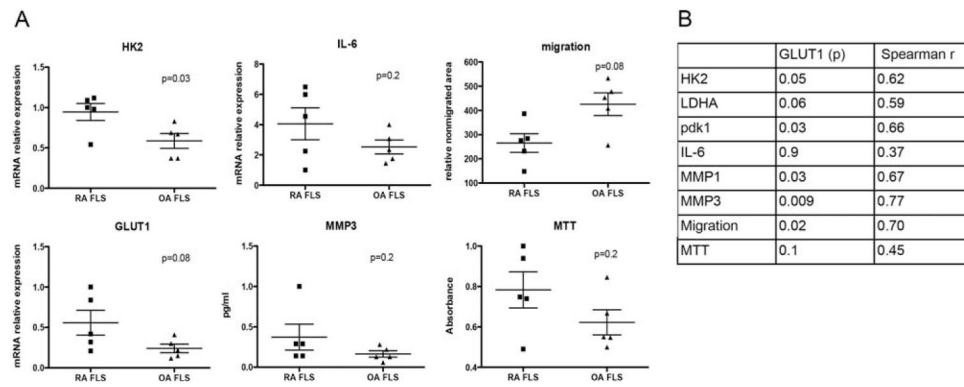 A
HK2
p=0.03
mRNA relative expression
1.5
1.0
0.5
0.0
RA FLS OA FLS
IL-6
p=0.2
mRNA relative expression
8
6
4
2
0
RA FLS OA FLS
migration
p=0.08
relative nonmigrated area
600
500
400
300
200
100
RA FLS OA FLS
GLUT1
p=0.08
mRNA relative expression
1.5
1.0
0.5
0.0
RA FLS OA FLS
MMP3
p=0.2
pg/ml
1.5
1.0
0.5
0.0
RA FLS OA FLS
MTT
p=0.2
Absorbance
1.0
0.8
0.6
0.4
RA FLS OA FLS
B
GLUT1 (p) Spearman r
HK2 0.05 0.62
LDHA 0.06 0.59
pdk1 0.03 0.66
IL-6 0.9 0.37
MMP1 0.03 0.67
MMP3 0.009 0.77
Migration 0.02 0.70
MTT 0.1 0.45